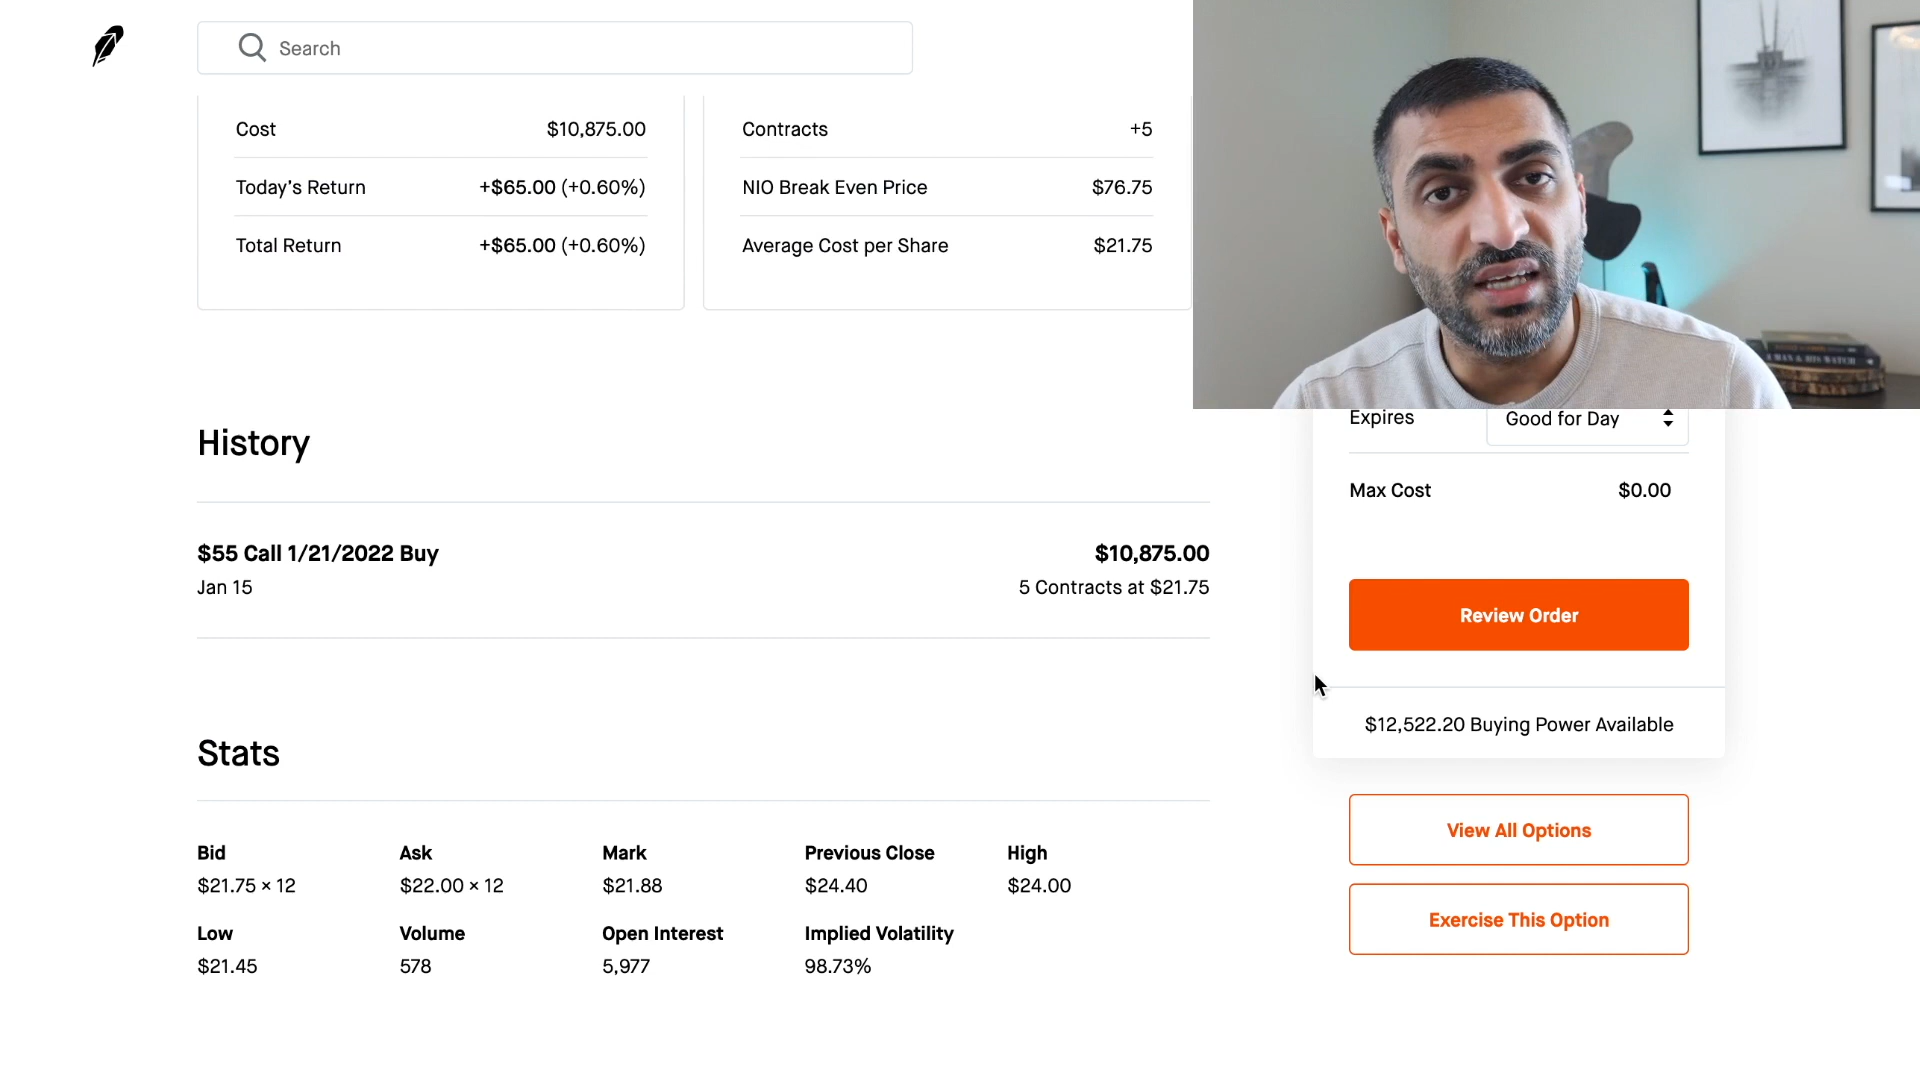 Search
Cost $10,875.00
Today's Return +$65.00 (+0.60%)
Total Return +$65.00 (+0.60%)
Contracts +5
NIO Break Even Price $76.75
Average Cost per Share $21.75
Expires Good for Day
Max Cost $0.00
Review Order
$12,522.20 Buying Power Available
View All Options
Exercise This Option
History
$55 Call 1/21/2022 Buy $10,875.00
Jan 15 5 Contracts at $21.75
Stats
Bid Ask Mark Previous Close High
$21.75 × 12 $22.00 × 12 $21.88 $24.40 $24.00
Low Volume Open Interest Implied Volatility
$21.45 578 5,977 98.73%
A MAN & HIS WATCH